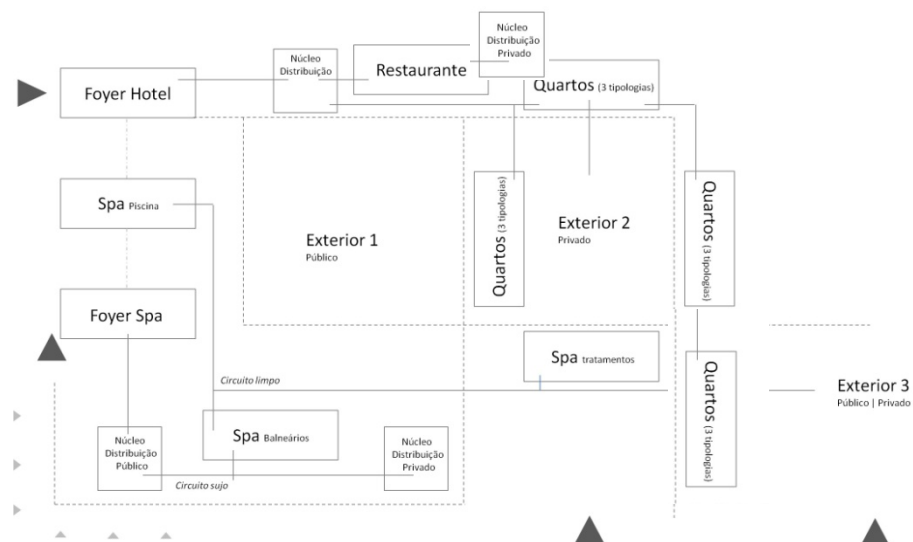 Núcleo
Distribuição
Privado
Núcleo
Distribuição
Restaurante
Quartos (3 tipologias)
Foyer Hotel
Spa Piscina
Quartos (3 tipologias)
Quartos (3 tipologias)
Exterior 1
Público
Exterior 2
Privado
Foyer Spa
Spa tratamentos
Circuito limpo
Quartos (3 tipologias)
Exterior 3
Público | Privado
Núcleo
Distribuição
Público
Spa Balneários
Núcleo
Distribuição
Privado
Circuito sujo